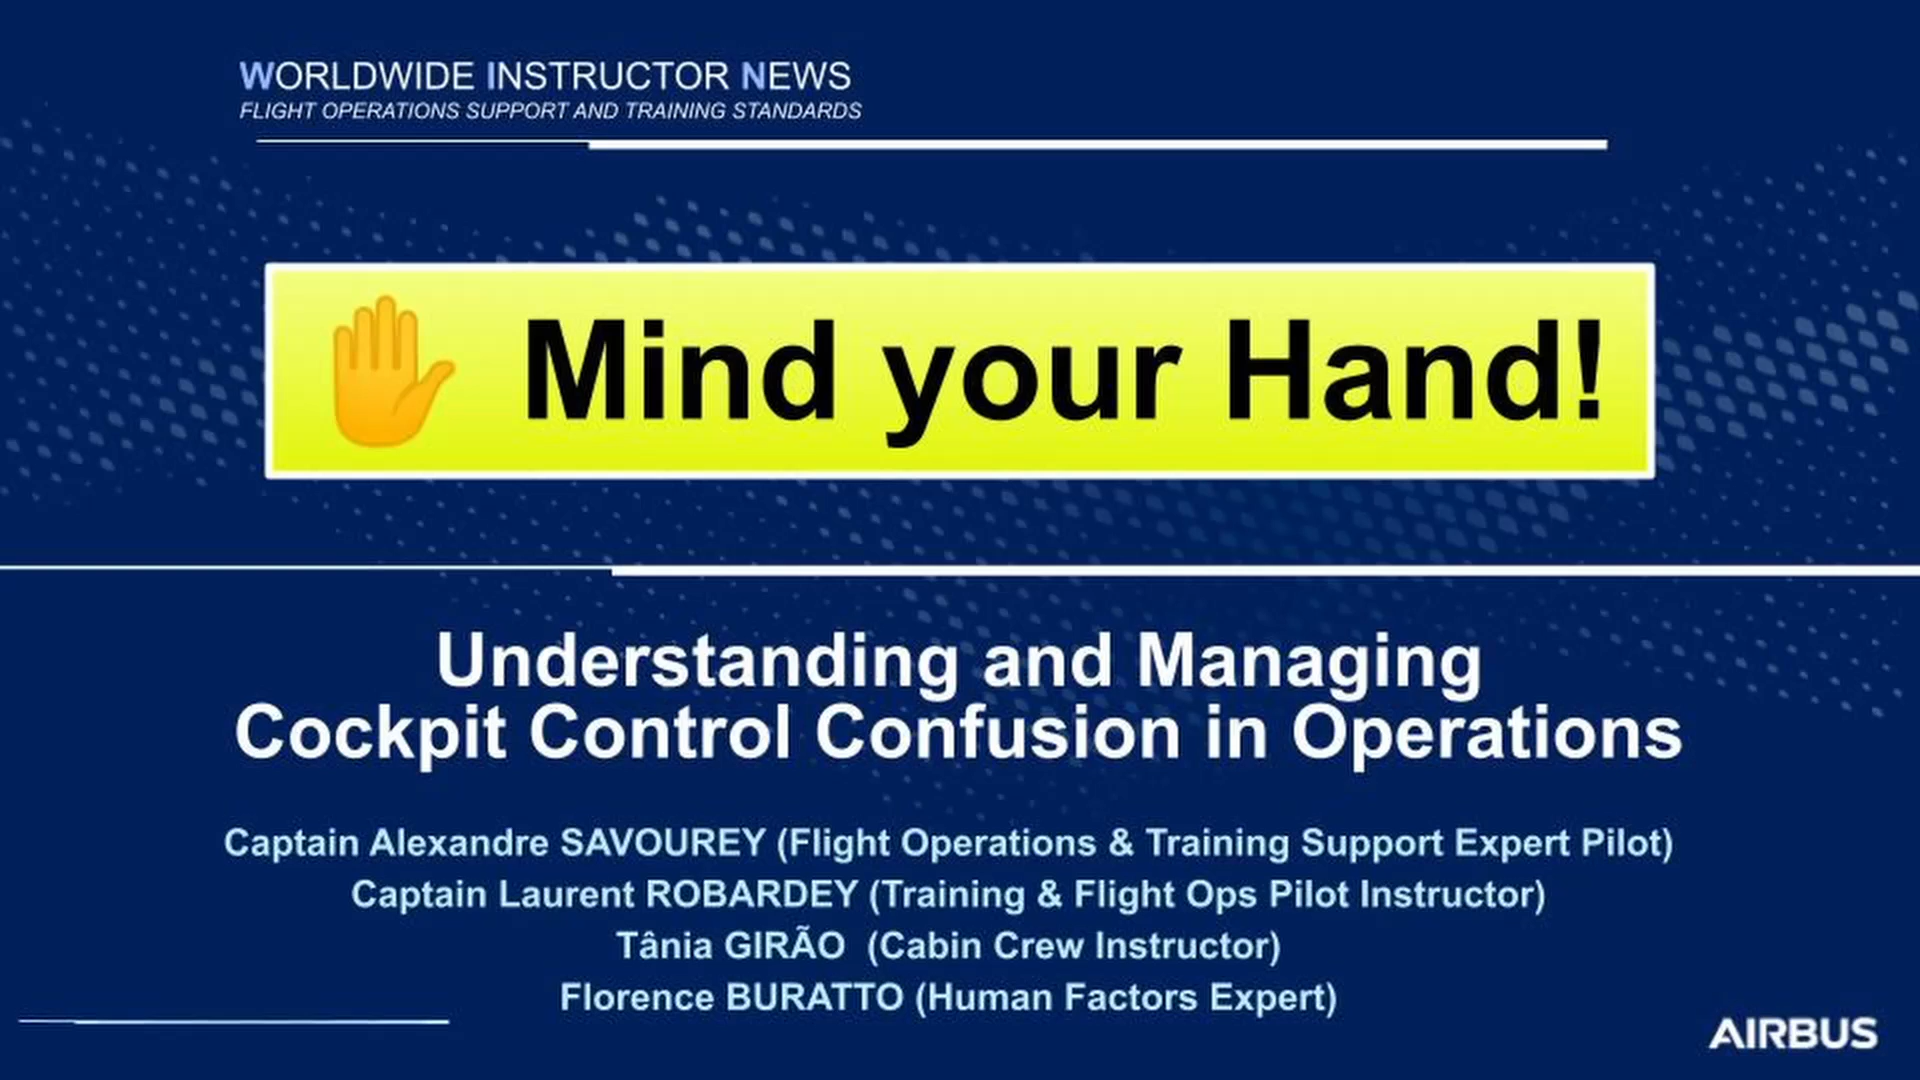 WORLDWIDE INSTRUCTOR NEWS
FLIGHT OPERATIONS SUPPORT AND TRAINING STANDARDS
Mind your Hand!
Understanding and Managing
Cockpit Control Confusion in Operations
Captain Alexandre SAVOUREY (Flight Operations & Training Support Expert Pilot)
Captain Laurent ROBARDEY (Training & Flight Ops Pilot Instructor)
Tânia GIRÃO (Cabin Crew Instructor)
Florence BURATTO (Human Factors Expert)
AIRBUS